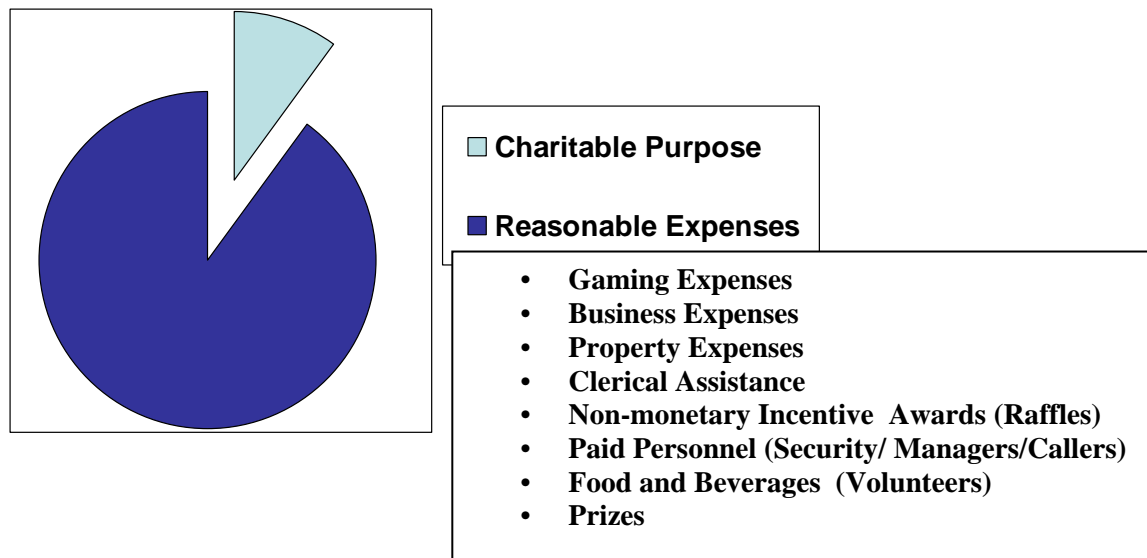 Charitable Purpose
Reasonable Expenses
• Gaming Expenses
• Business Expenses
• Property Expenses
• Clerical Assistance
• Non-monetary Incentive Awards (Raffles)
• Paid Personnel (Security/ Managers/Callers)
• Food and Beverages (Volunteers)
• Prizes